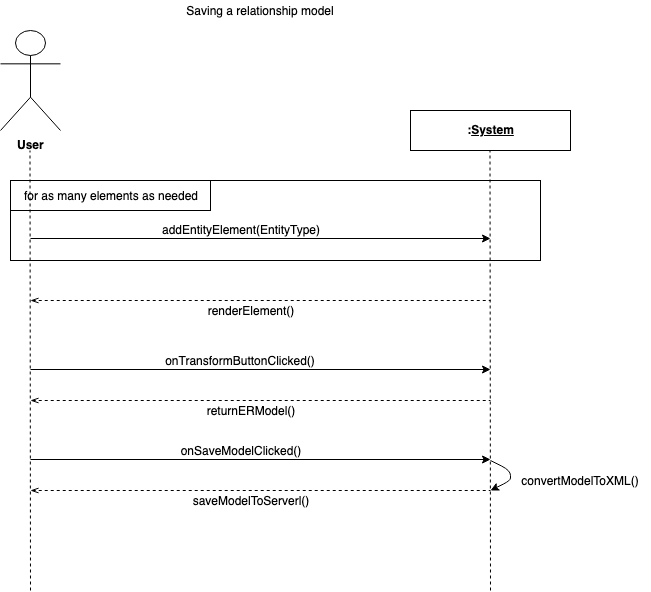 Saving a relationship model
User
:System
for as many elements as needed
addEntityElement(EntityType)
renderElement()
onTransformButtonClicked()
returnERModel()
onSaveModelClicked()
convertModelToXML()
saveModelToServerl()